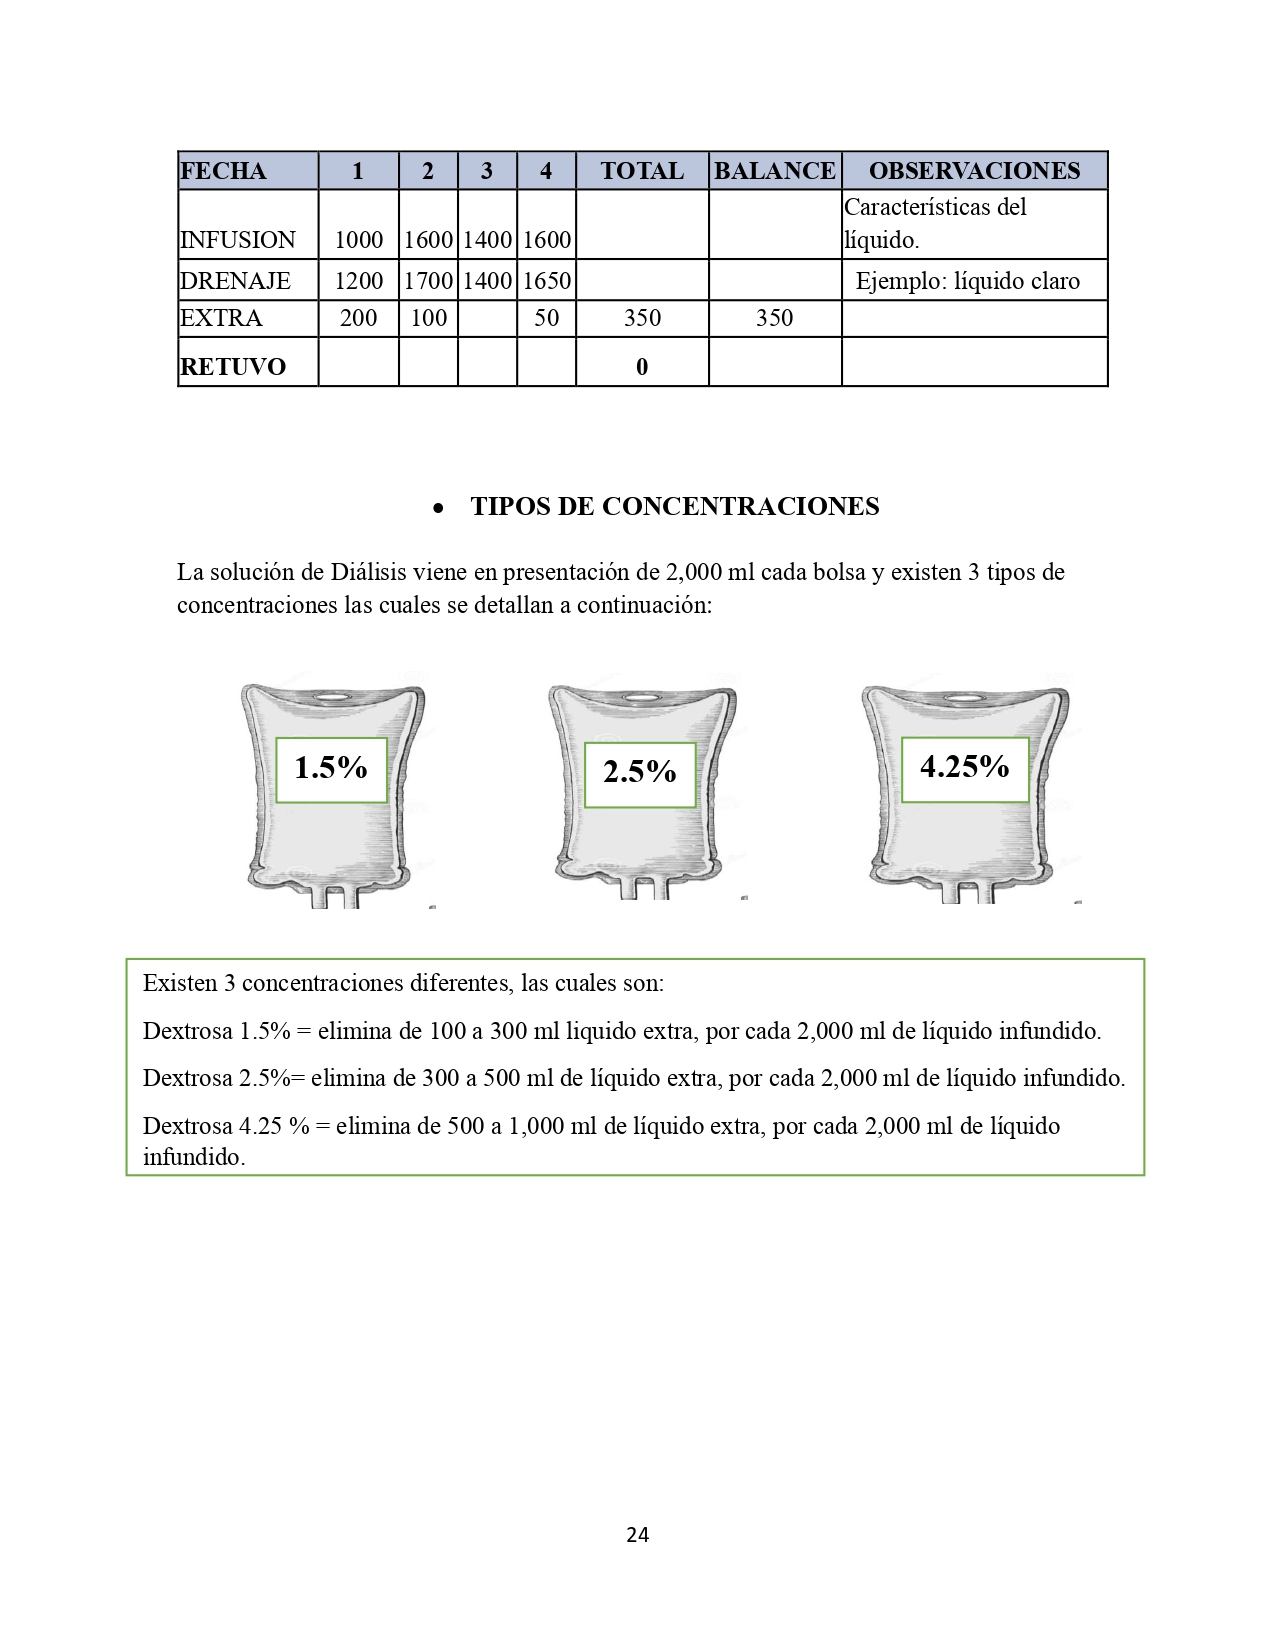 FECHA 1 2 3 4 TOTAL BALANCE OBSERVACIONES
INFUSION 1000 1600 1400 1600 Características del
líquido.
DRENAJE 1200 1700 1400 1650 Ejemplo: líquido claro
EXTRA 200 100 50 350 350
RETUVO 0
• TIPOS DE CONCENTRACIONES
La solución de Diálisis viene en presentación de 2,000 ml cada bolsa y existen 3 tipos de
concentraciones las cuales se detallan a continuación:
1.5% 2.5% 4.25%
Existen 3 concentraciones diferentes, las cuales son:
Dextrosa 1.5% = elimina de 100 a 300 ml liquido extra, por cada 2,000 ml de líquido infundido.
Dextrosa 2.5%= elimina de 300 a 500 ml de líquido extra, por cada 2,000 ml de líquido infundido.
Dextrosa 4.25 % = elimina de 500 a 1,000 ml de líquido extra, por cada 2,000 ml de líquido
infundido.
24